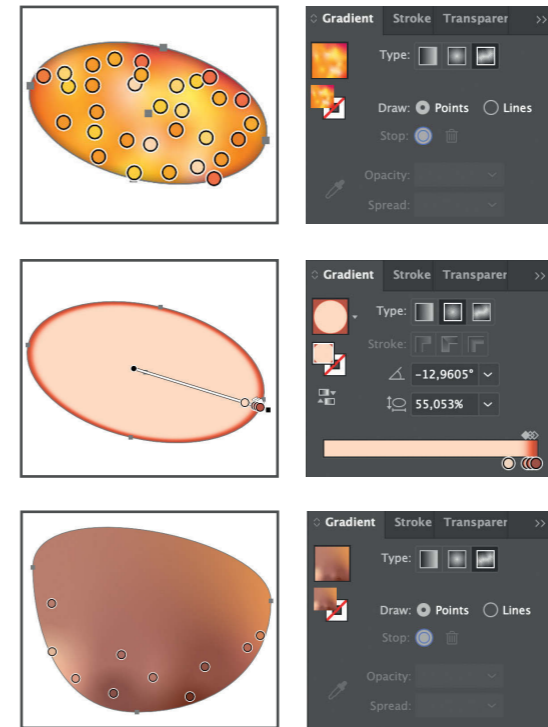 Gradient Stroke Transparer >>
Type:
Draw: Points Lines
Stop:
Opacity:
Spread:
Gradient Stroke Transparer >>
Type:
Stroke:
-12,9605°
55,053%
Gradient Stroke Transparer >>
Type:
Draw: Points Lines
Stop:
Opacity:
Spread: